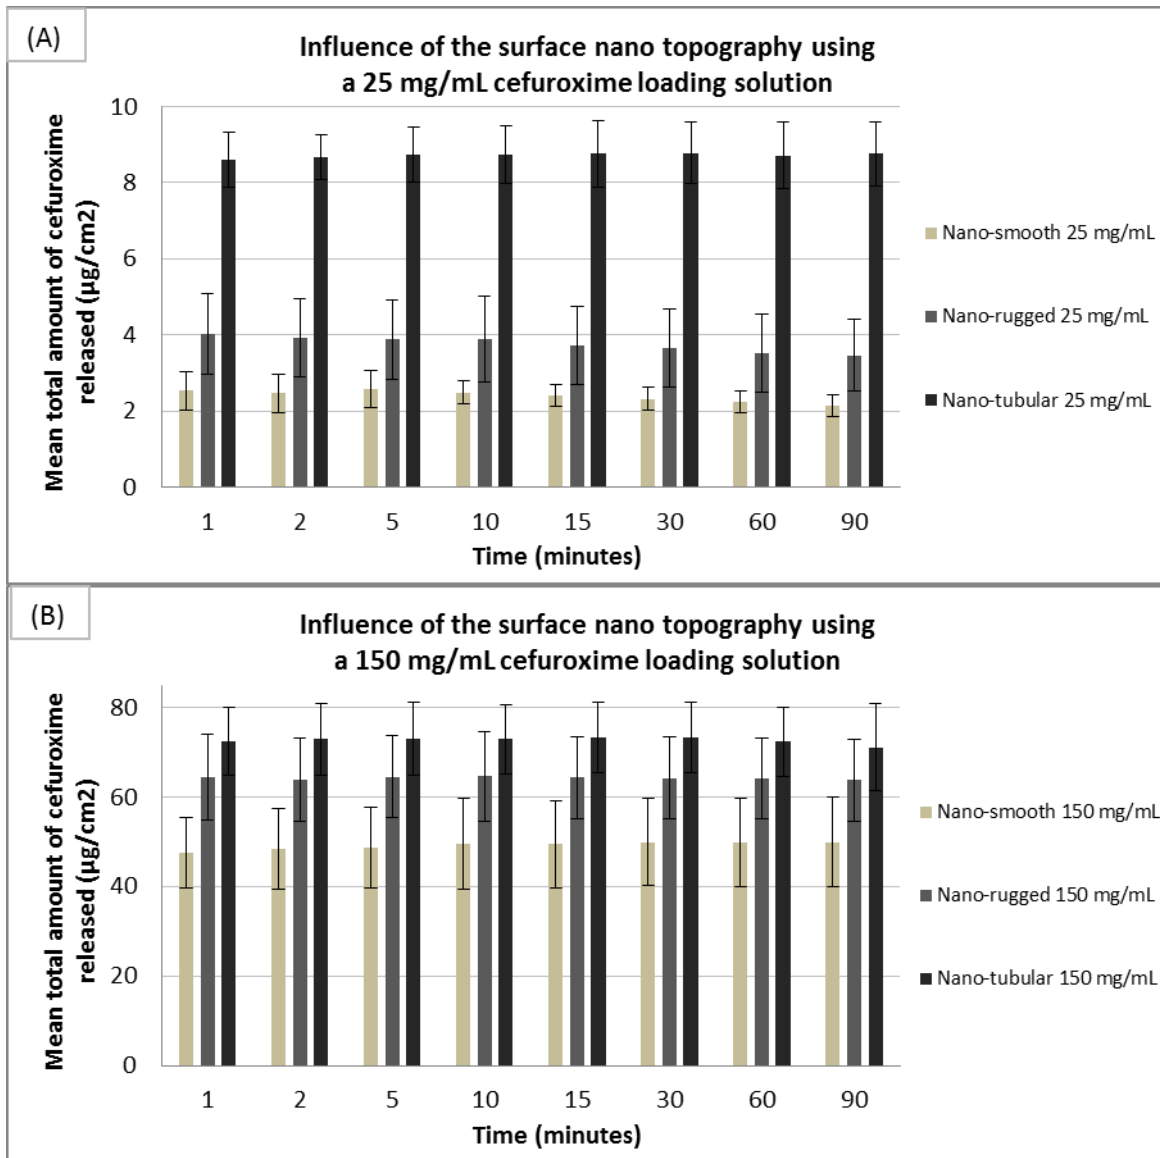 (A)
Influence of the surface nano topography using
a 25 mg/mL cefuroxime loading solution
Mean total amount of cefuroxime
released (µg/cm2)
10
8
6
4
2
0
1 2 5 10 15 30 60 90
Time (minutes)
Nano-smooth 25 mg/mL
Nano-rugged 25 mg/mL
Nano-tubular 25 mg/mL
(B)
Influence of the surface nano topography using
a 150 mg/mL cefuroxime loading solution
Mean total amount of cefuroxime
released (µg/cm2)
80
60
40
20
0
1 2 5 10 15 30 60 90
Time (minutes)
Nano-smooth 150 mg/mL
Nano-rugged 150 mg/mL
Nano-tubular 150 mg/mL